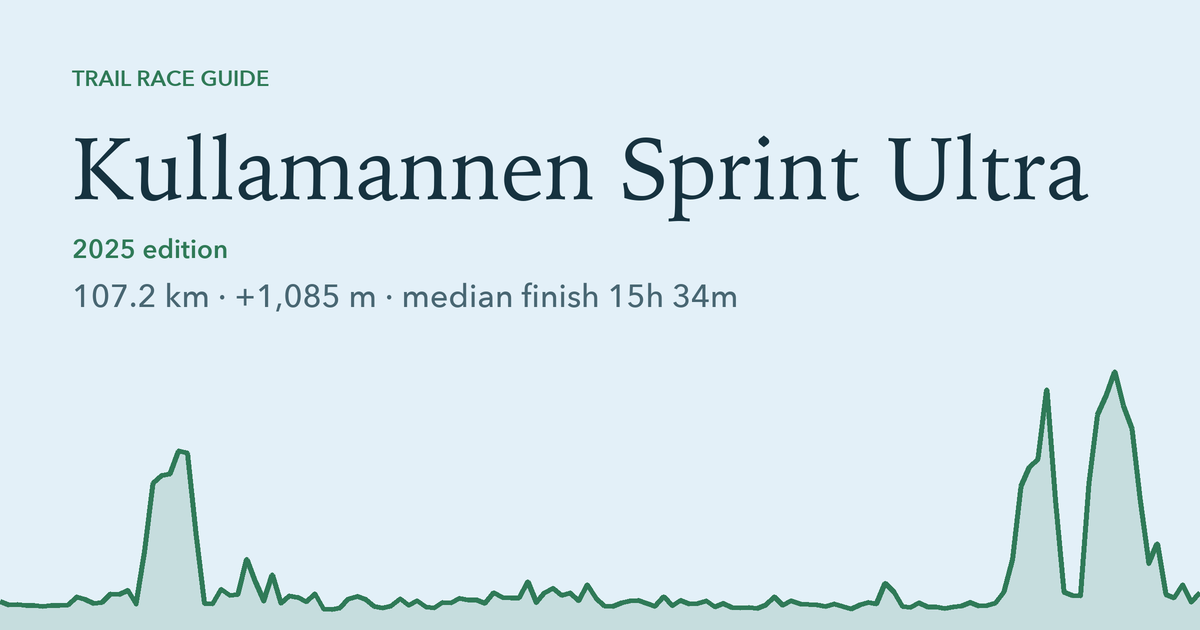 TRAIL RACE GUIDE
Kullamannen Sprint Ultra
2025 edition
107.2 km · +1,085 m · median finish 15h 34m